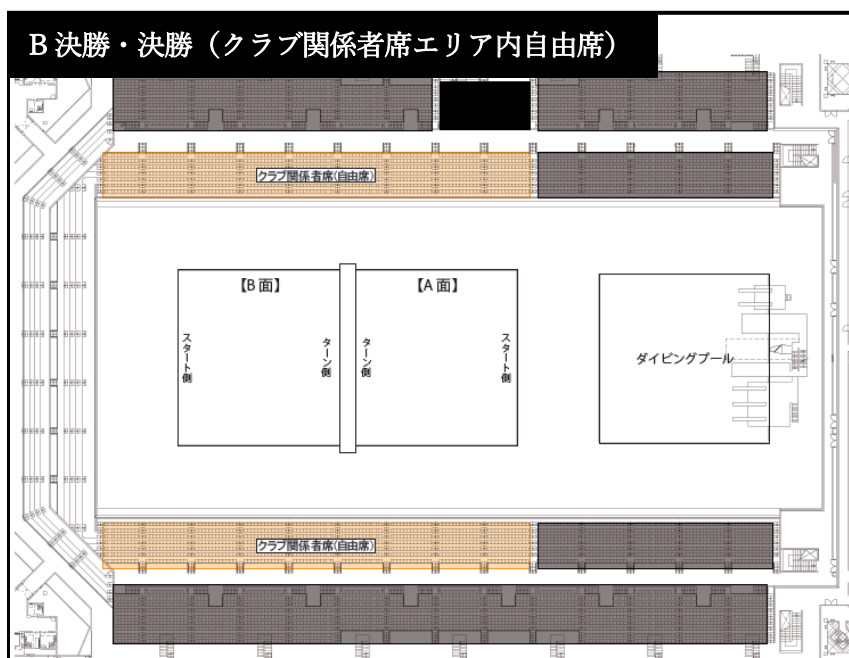 B 決勝・決勝（クラブ関係者席エリア内自由席）
クラブ関係者席(自由席)
【B 面】
【A 面】
スタート側
ターン側
ターン側
スタート側
ダイビングプール
クラブ関係者席(自由席)